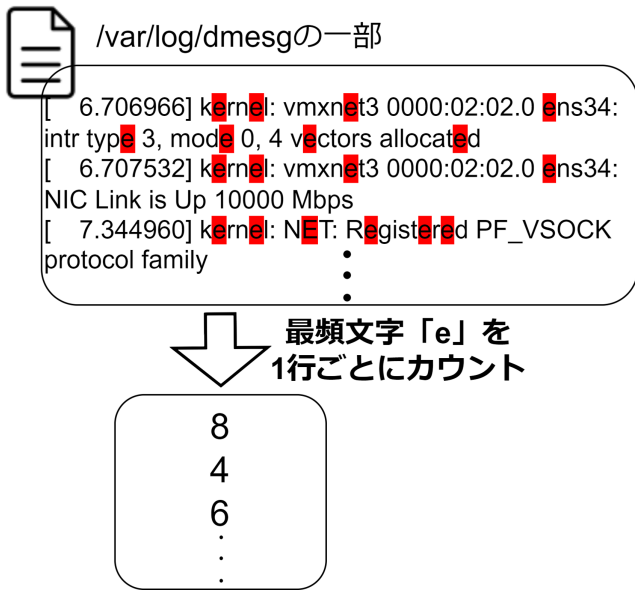 /var/log/dmesgの一部
[    6.706966] kernel: vmxnet3 0000:02:02.0 ens34:
intr type 3, mode 0, 4 vectors allocated
[    6.707532] kernel: vmxnet3 0000:02:02.0 ens34:
NIC Link is Up 10000 Mbps
[    7.344960] kernel: NET: Registered PF_VSOCK
protocol family
最頻文字「e」を
1行ごとにカウント
8
4
6